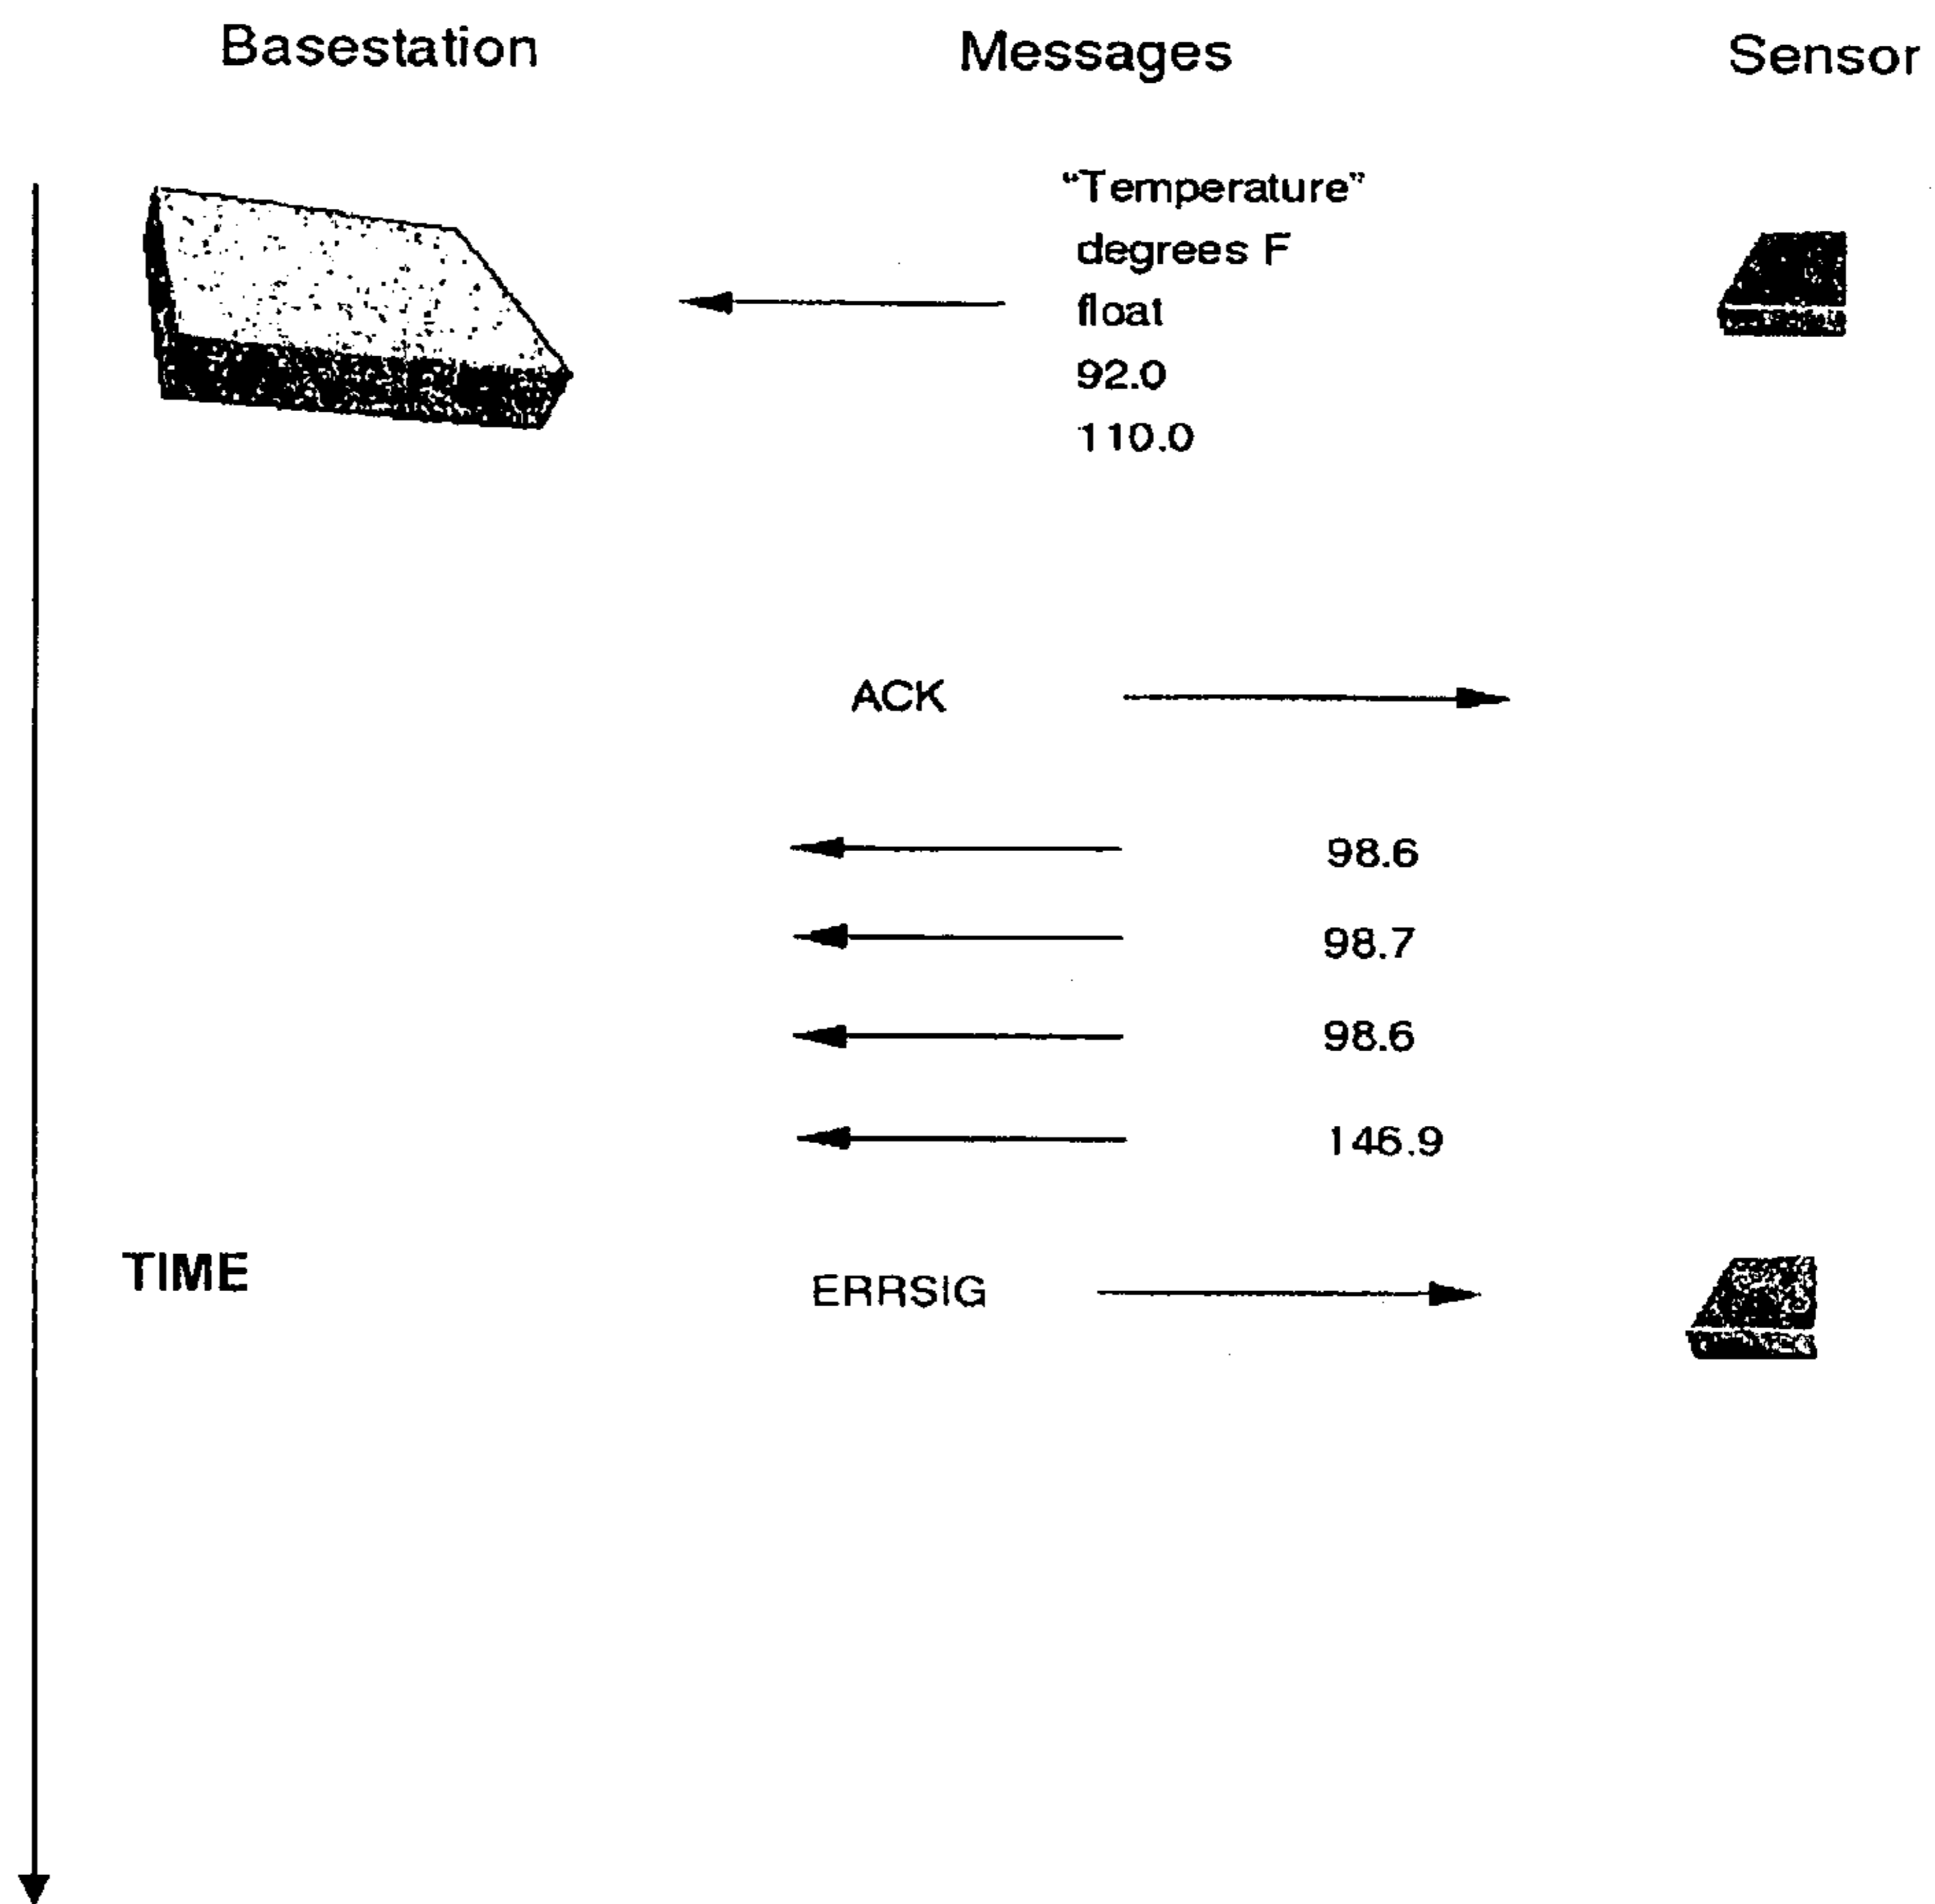 Basestation
Messages
Sensor
“Temperature”
degrees F
float
92.0
110.0
ACK
98.6
98.7
98.6
146.9
TIME
ERRSIG